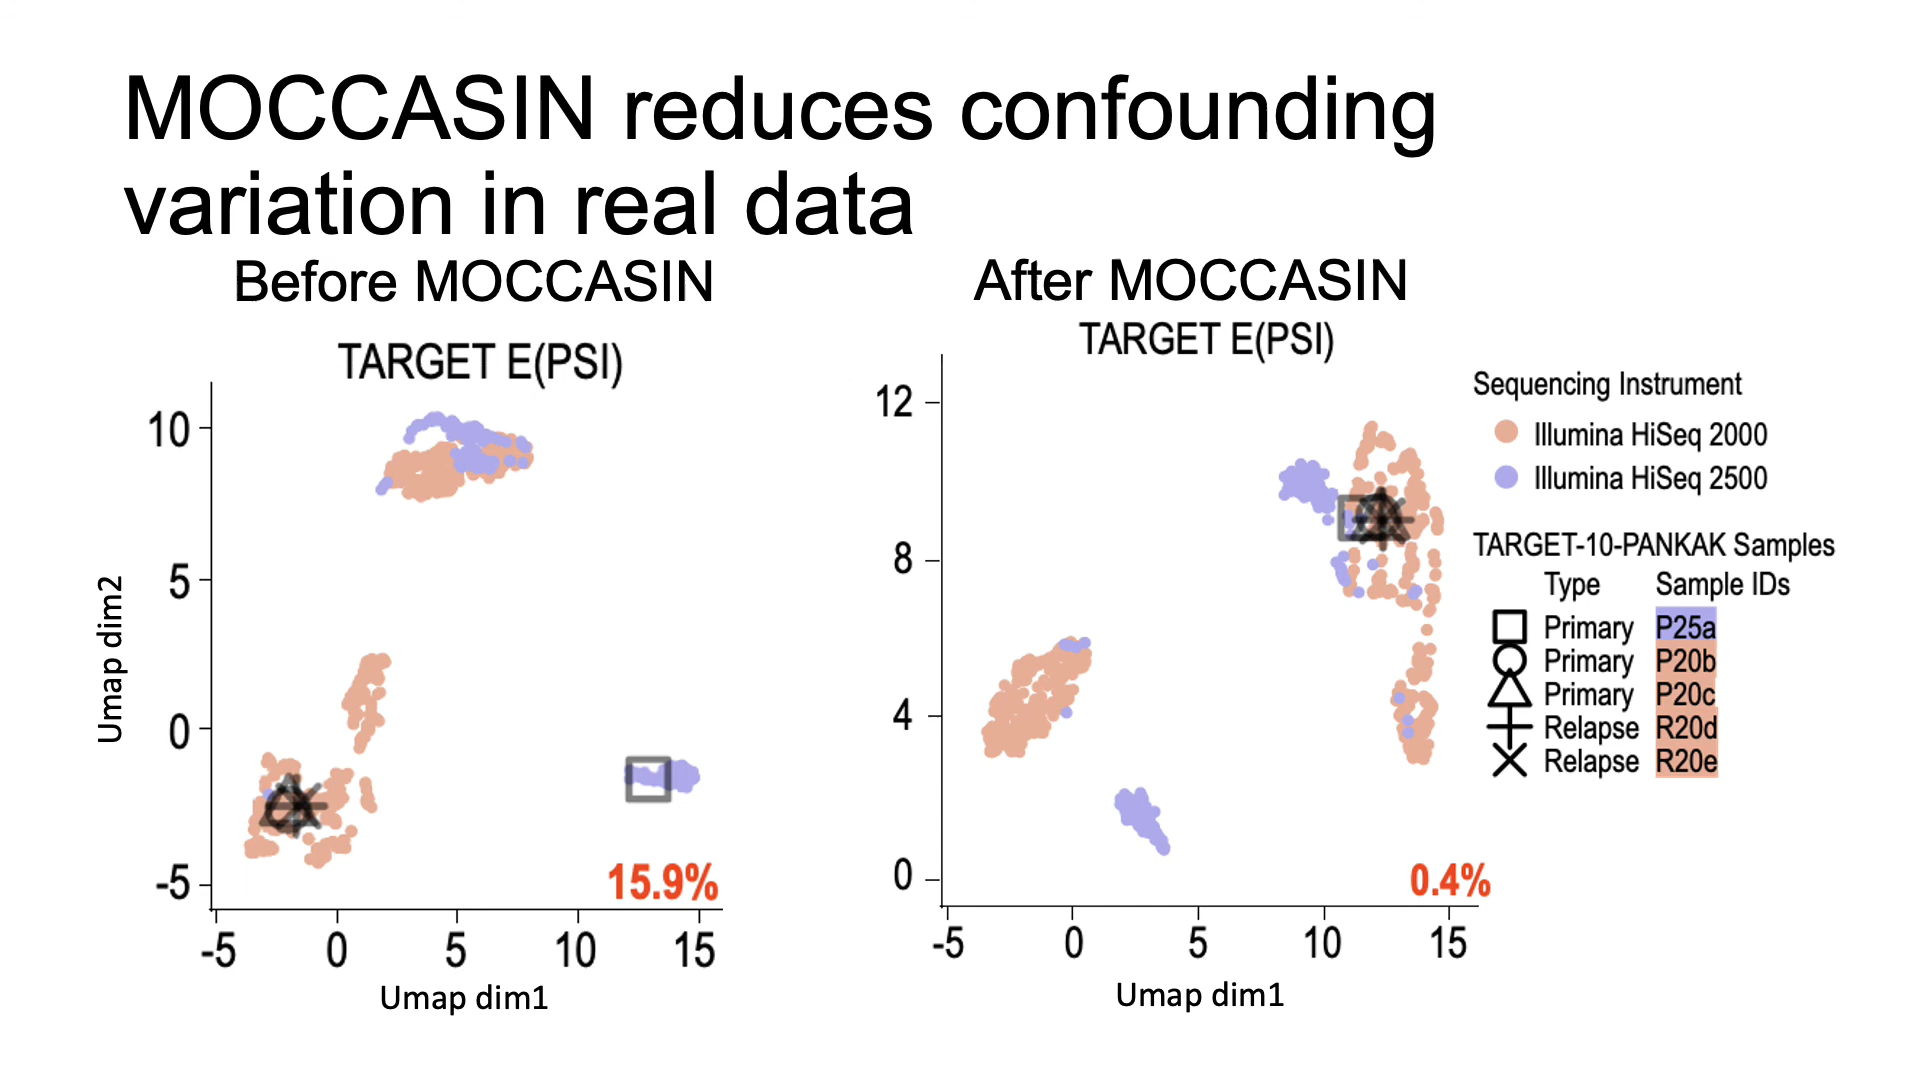 MOCCASIN reduces confounding
variation in real data
Before MOCCASIN
TARGET E(PSI)
10
5
0
-5
Umap dim2
15.9%
-5 0 5 10 15
Umap dim1
After MOCCASIN
TARGET E(PSI)
12
8
4
0
0.4%
-5 0 5 10 15
Umap dim1
Sequencing Instrument
Illumina HiSeq 2000
Illumina HiSeq 2500
TARGET-10-PANKAK Samples
Type Sample IDs
Primary P25a
Primary P20b
Primary P20c
Relapse R20d
Relapse R20e